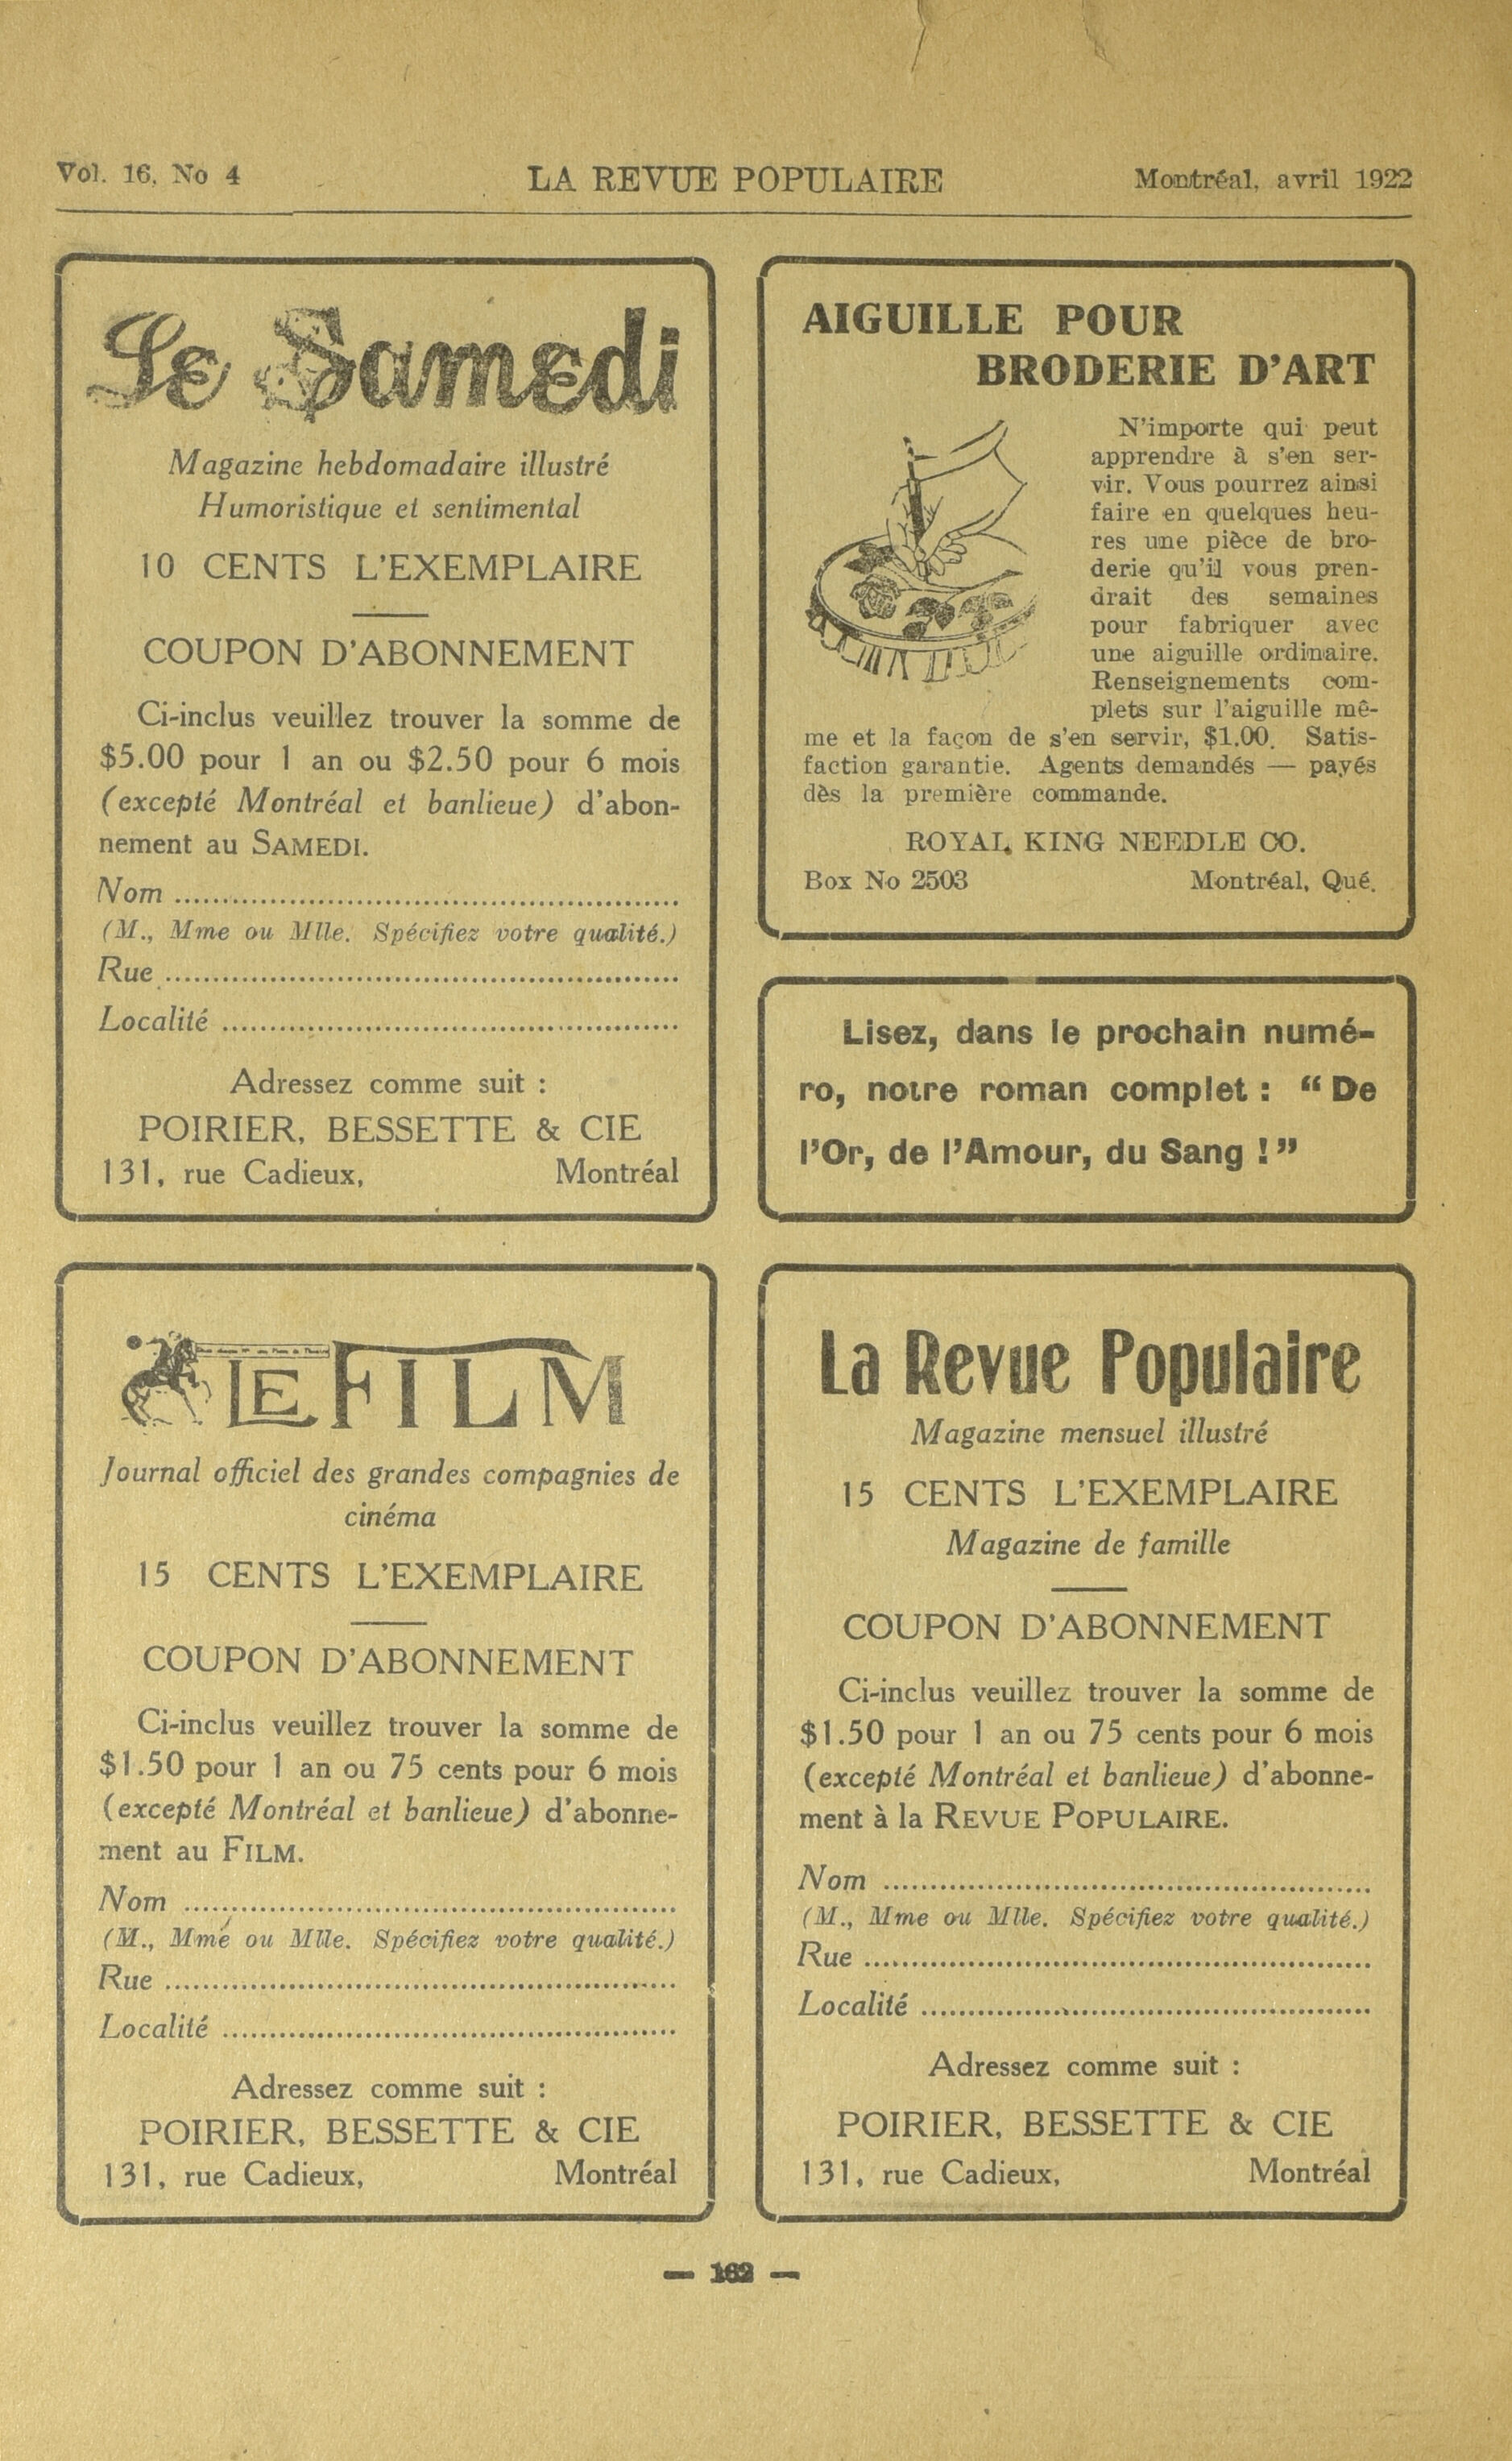 Vol. 16, No 4
LA REVUE POPULAIRE
Montréal, avril 1922
Le Samedi
Magazine hebdomadaire illustré
Humoristique et sentimental
10 CENTS L'EXEMPLAIRE
COUPON D'ABONNEMENT
Ci-inclus veuillez trouver la somme de
$5.00 pour 1 an ou $2.50 pour 6 mois
(excepté Montréal et banlieue) d'abon-
nement au SAMEDI.
Nom ..........................................................
(M., Mme ou Mlle. Spécifiez votre qualité.)
Rue ..........................................................
Localité ..........................................................
Adressez comme suit :
POIRIER, BESSETTE & CIE
131, rue Cadieux, Montréal
AIGUILLE POUR
BRODERIE D'ART
N'importe qui peut
apprendre à s'en ser-
vir. Vous pourrez ainsi
faire en quelques heu-
res une pièce de bro-
derie qu'il vous pren-
drait des semaines
pour fabriquer avec
une aiguille ordinaire.
Renseignements com-
plets sur l'aiguille mê-
me et la façon de s'en servir, $1.00. Satis-
faction garantie. Agents demandés — payés
dès la première commande.
ROYAL KING NEEDLE CO.
Box No 2503 Montréal, Qué.
Lisez, dans le prochain numé-
ro, notre roman complet : “ De
l'Or, de l'Amour, du Sang ! ”
LE FILM
Journal officiel des grandes compagnies de
cinéma
15 CENTS L'EXEMPLAIRE
COUPON D'ABONNEMENT
Ci-inclus veuillez trouver la somme de
$1.50 pour 1 an ou 75 cents pour 6 mois
(excepté Montréal et banlieue) d'abonne-
ment au FILM.
Nom ..........................................................
(M., Mme ou Mlle. Spécifiez votre qualité.)
Rue ..........................................................
Localité ..........................................................
Adressez comme suit :
POIRIER, BESSETTE & CIE
131, rue Cadieux, Montréal
La Revue Populaire
Magazine mensuel illustré
15 CENTS L'EXEMPLAIRE
Magazine de famille
COUPON D'ABONNEMENT
Ci-inclus veuillez trouver la somme de
$1.50 pour 1 an ou 75 cents pour 6 mois
(excepté Montréal et banlieue) d'abonne-
ment à la REVUE POPULAIRE.
Nom ..........................................................
(M., Mme ou Mlle. Spécifiez votre qualité.)
Rue ..........................................................
Localité ..........................................................
Adressez comme suit :
POIRIER, BESSETTE & CIE
131, rue Cadieux, Montréal
— 162 —